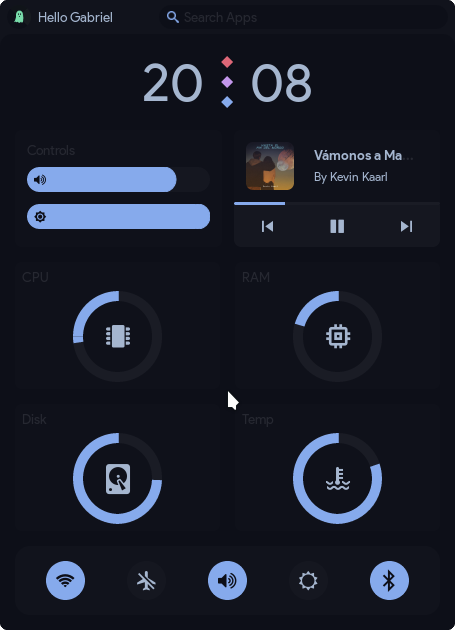 Hello Gabriel
Search Apps
20 08
Controls
Vámonos a Ma...
By Kevin Kaarl
CPU
RAM
Disk
Temp